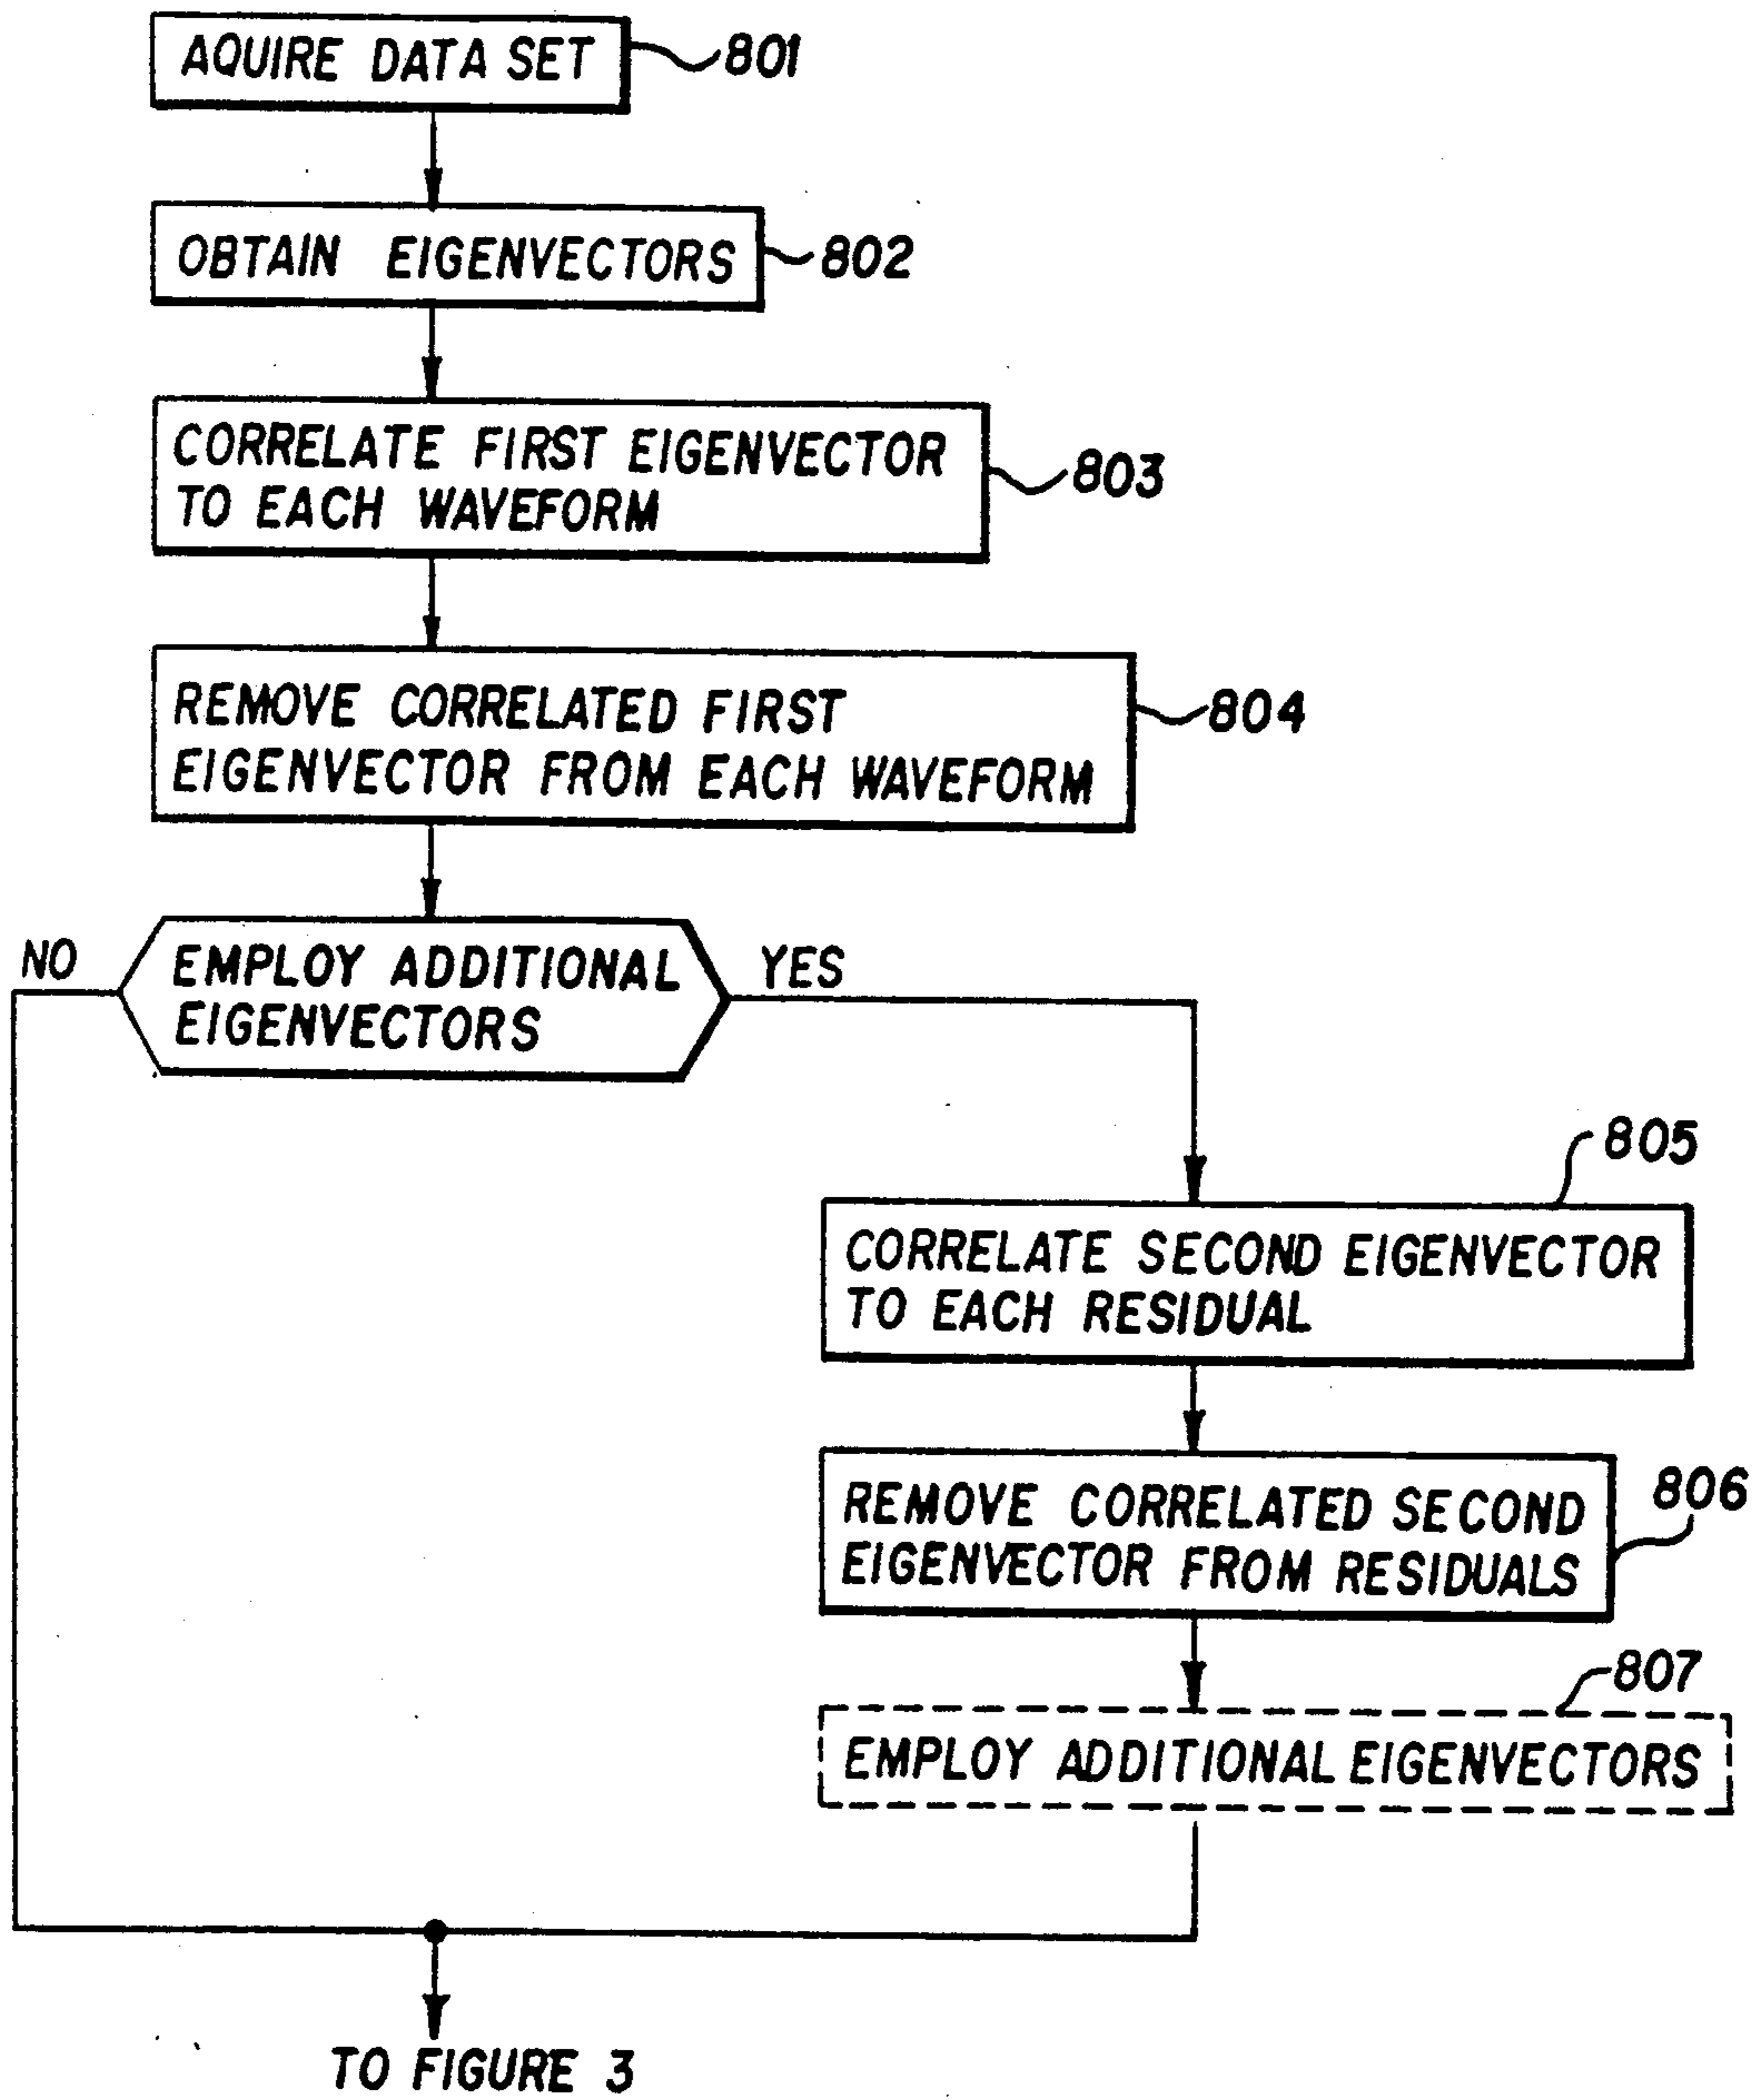 AQUIRE DATA SET
801
OBTAIN EIGENVECTORS
802
CORRELATE FIRST EIGENVECTOR
TO EACH WAVEFORM
803
REMOVE CORRELATED FIRST
EIGENVECTOR FROM EACH WAVEFORM
804
NO
EMPLOY ADDITIONAL
EIGENVECTORS
YES
805
CORRELATE SECOND EIGENVECTOR
TO EACH RESIDUAL
REMOVE CORRELATED SECOND
EIGENVECTOR FROM RESIDUALS
806
807
EMPLOY ADDITIONAL EIGENVECTORS
TO FIGURE 3